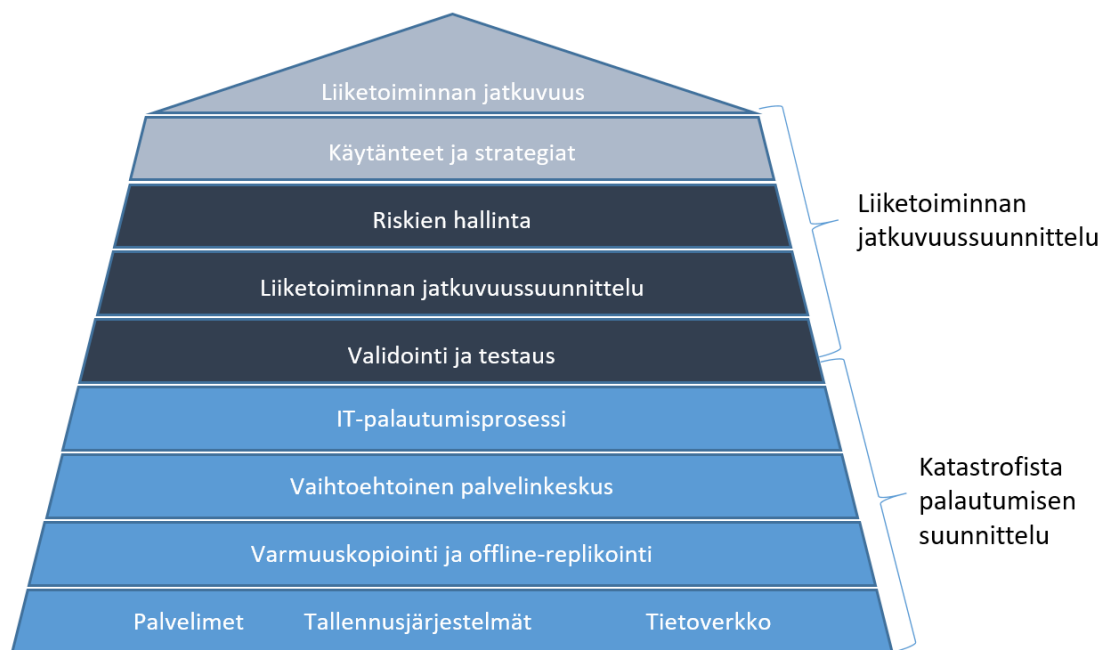 Liiketoiminnan jatkuvuus
Käytänteet ja strategiat
Riskien hallinta
Liiketoiminnan jatkuvuussuunnittelu
Validointi ja testaus
IT-palautumisprosessi
Vaihtoehtoinen palvelinkeskus
Varmuuskopiointi ja offline-replikointi
Palvelimet Tallennusjärjestelmät Tietoverkko
Liiketoiminnan
jatkuvuussuunnittelu
Katastrofista
palautumisen
suunnittelu